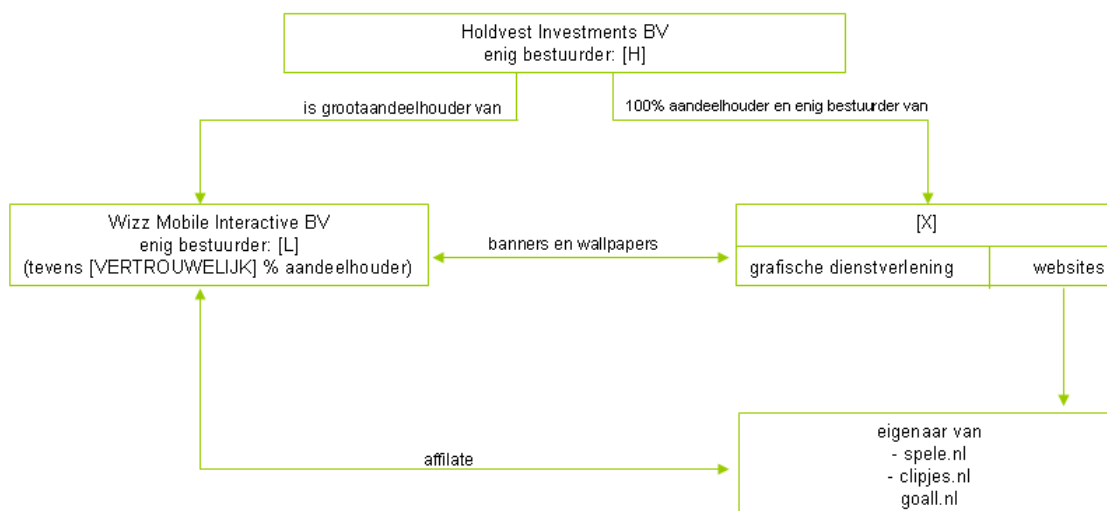 Holdvest Investments BV
enig bestuurder: [H]
is grootaandeelhouder van
100% aandeelhouder en enig bestuurder van
Wizz Mobile Interactive BV
enig bestuurder: [L]
(tevens [VERTROUWELIJK] % aandeelhouder)
banners en wallpapers
[X]
grafische dienstverlening
websites
affilate
eigenaar van
- spele.nl
- clipjes.nl
goall.nl